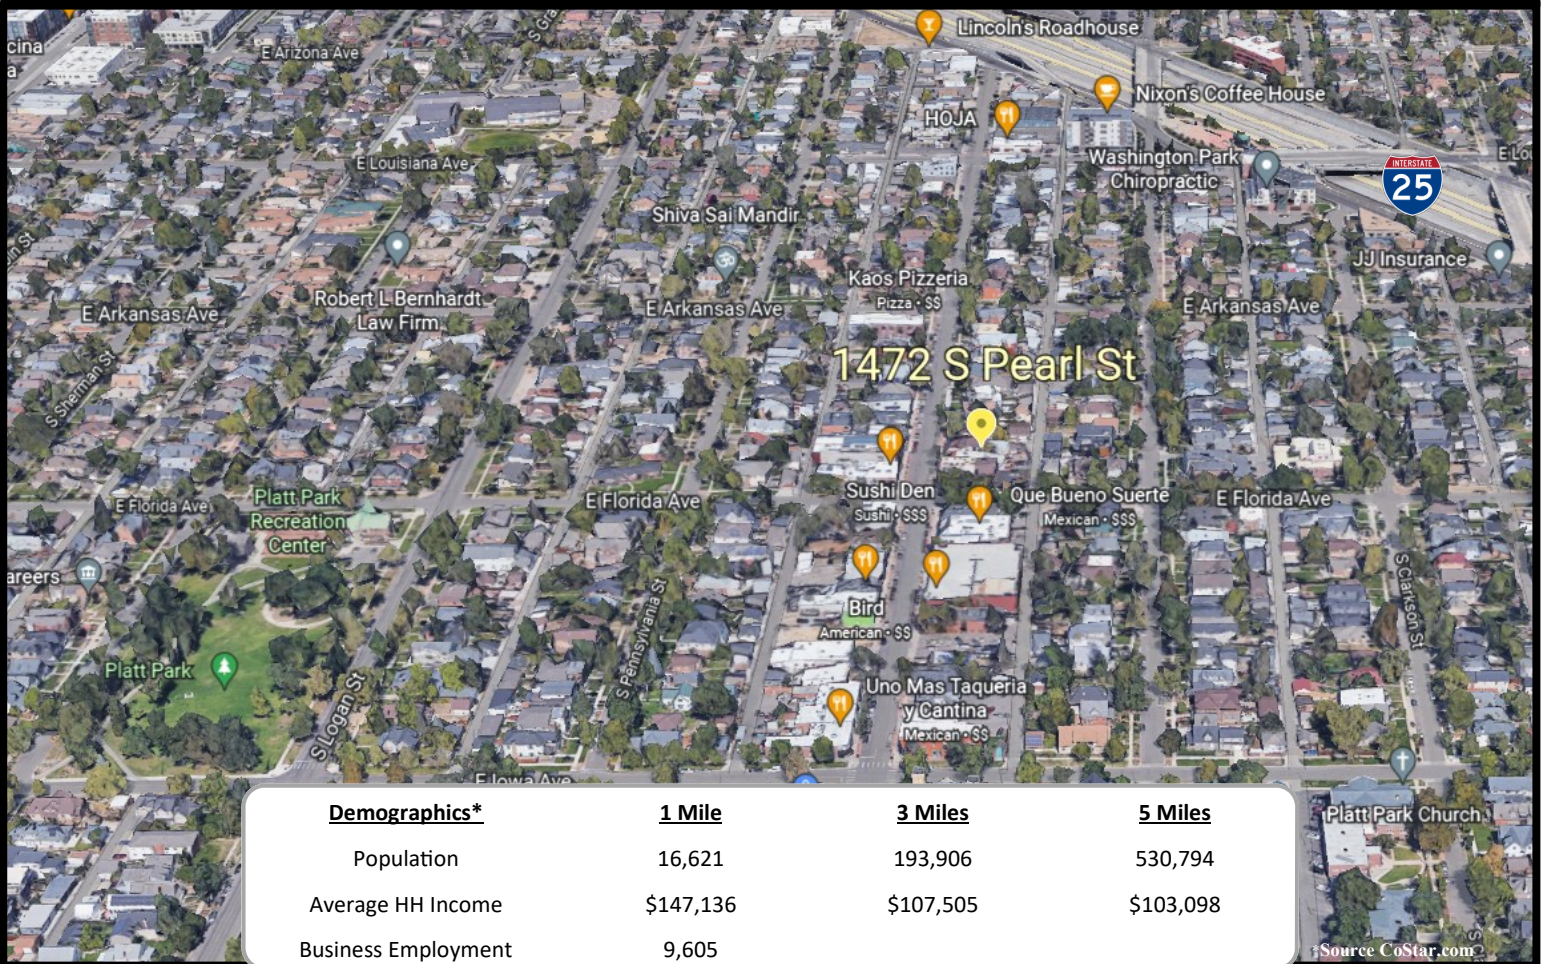 Lincoln's Roadhouse
cina
a
E Arizona Ave
S Gra
Nixon's Coffee House
HOJA
E Louisiana Ave
Washington Park
Chiropractic
E Lo
INTERSTATE
25
Shiva Sai Mandir
JJ Insurance
Kaos Pizzeria
Pizza • $$
Robert L Bernhardt
Law Firm
E Arkansas Ave
E Arkansas Ave
E Arkansas Ave
1472 S Pearl St
S Sherman St
Sushi Den
Sushi • $$$
Que Bueno Suerte
Mexican • $$$
E Florida Ave
E Florida Ave
E Florida Ave
Platt Park
Recreation
Center
areers
Bird
American • $$
S Pennsylvania St
S Clarkson St
Platt Park
S Logan St
Uno Mas Taqueria
y Cantina
Mexican • $$
E Iowa Ave
Platt Park Church
Demographics* 1 Mile 3 Miles 5 Miles
Population 16,621 193,906 530,794
Average HH Income $147,136 $107,505 $103,098
Business Employment 9,605
*Source CoStar.com